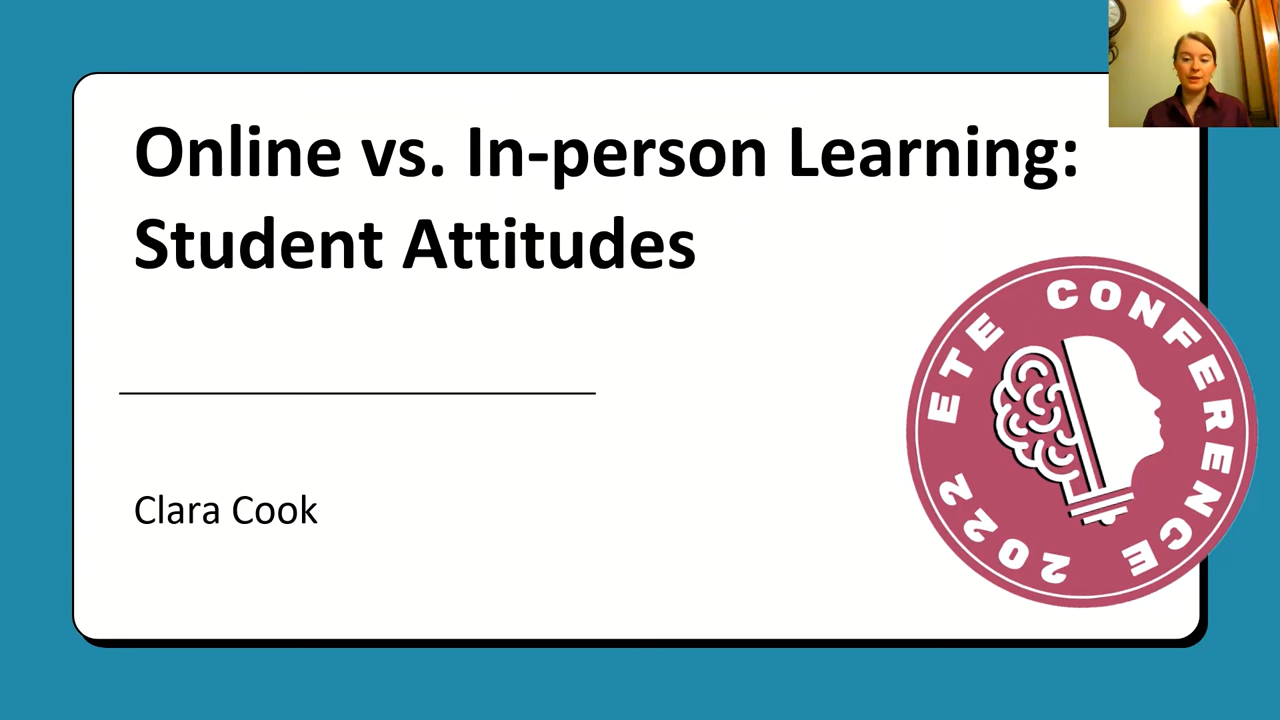 Online vs. In-person Learning:
Student Attitudes
Clara Cook
ETE CONFERENCE 2022